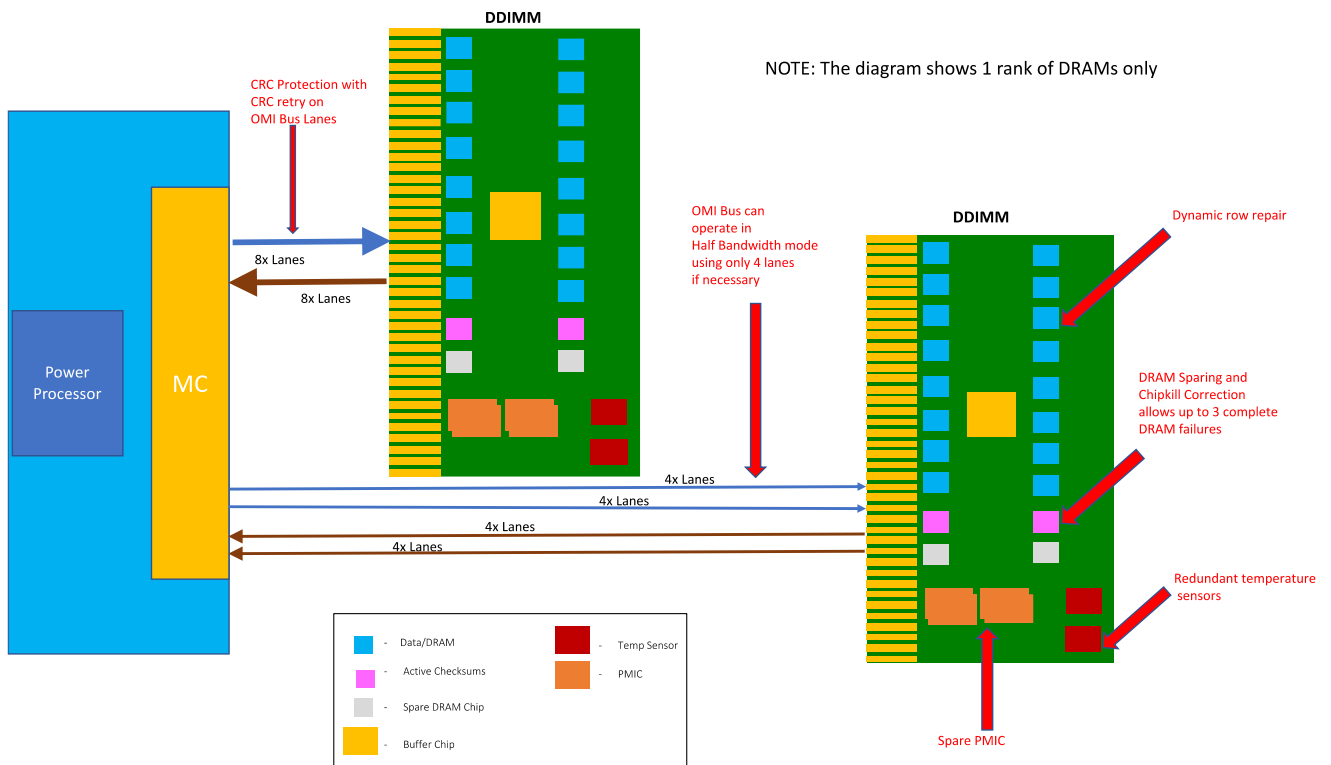 DDIMM
NOTE: The diagram shows 1 rank of DRAMs only
CRC Protection with
CRC retry on
OMI Bus Lanes
8x Lanes
8x Lanes
Power
Processor
MC
OMI Bus can
operate in
Half Bandwidth mode
using only 4 lanes
if necessary
DDIMM
Dynamic row repair
DRAM Sparing and
Chipkill Correction
allows up to 3 complete
DRAM failures
4x Lanes
4x Lanes
4x Lanes
4x Lanes
Redundant temperature
sensors
Spare PMIC
- Data/DRAM
- Active Checksums
- Spare DRAM Chip
- Buffer Chip
- Temp Sensor
- PMIC